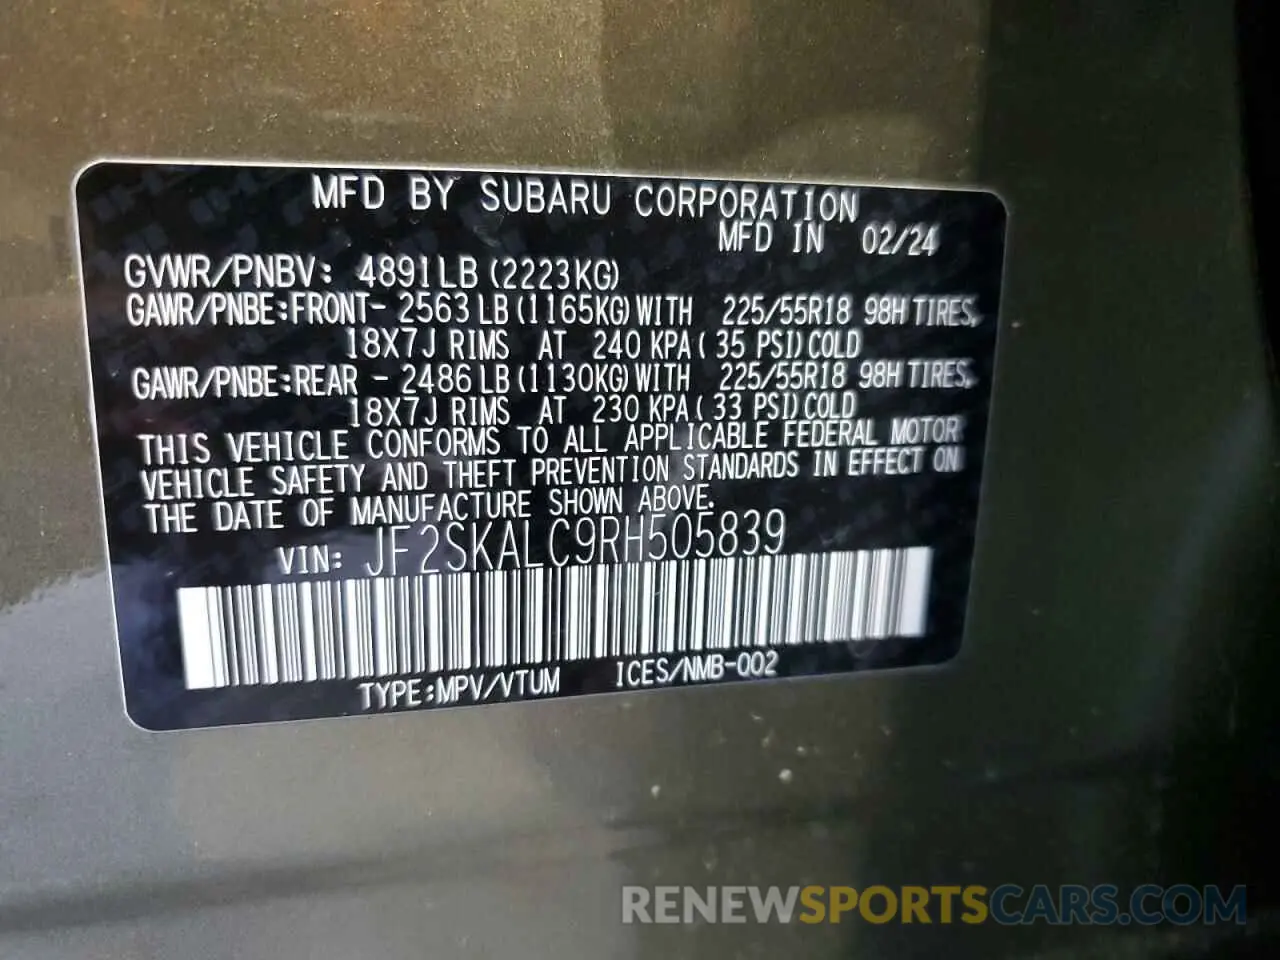 MFD BY SUBARU CORPORATION
MFD IN 02/24
GVWR/PNBV: 4891LB (2223KG)
GAWR/PNBE:FRONT- 2563 LB (1165KG) WITH 225/55R18 98H TIRES,
18X7J RIMS AT 240 KPA ( 35 PSI) COLD
GAWR/PNBE:REAR - 2486 LB (1130KG) WITH 225/55R18 98H TIRES,
18X7J RIMS AT 230 KPA ( 33 PSI) COLD
THIS VEHICLE CONFORMS TO ALL APPLICABLE FEDERAL MOTOR
VEHICLE SAFETY AND THEFT PREVENTION STANDARDS IN EFFECT ON
THE DATE OF MANUFACTURE SHOWN ABOVE.
VIN: JF2SKALC9RH505839
TYPE:MPV/VTUM ICES/NMB-002
RENEWSPORTSCARS.COM